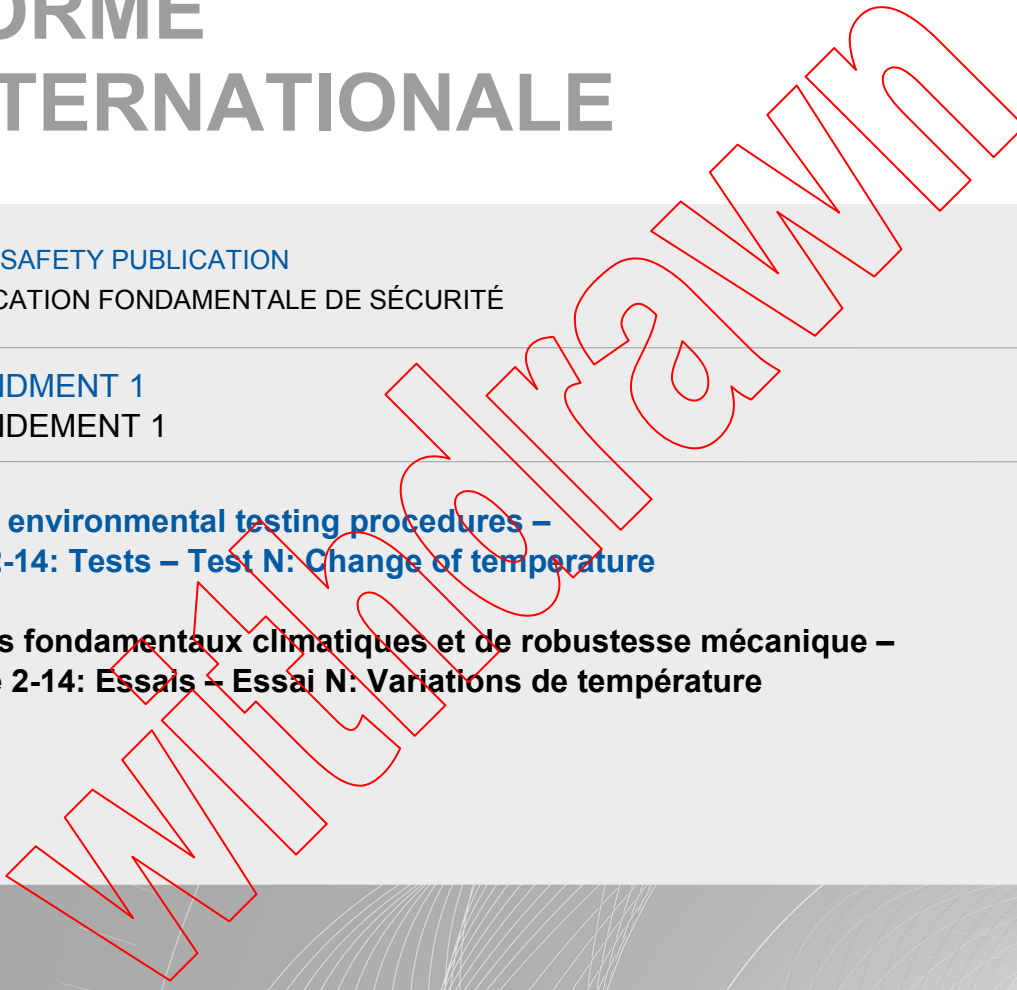 ORME
TERNATIONALE
SAFETY PUBLICATION
CATION FONDAMENTALE DE SÉCURITÉ
NDMENT 1
NDEMENT 1
environmental testing procedures –
2-14: Tests – Test N: Change of temperature
s fondamentaux climatiques et de robustesse mécanique –
e 2-14: Essais – Essai N: Variations de température
withdrawn